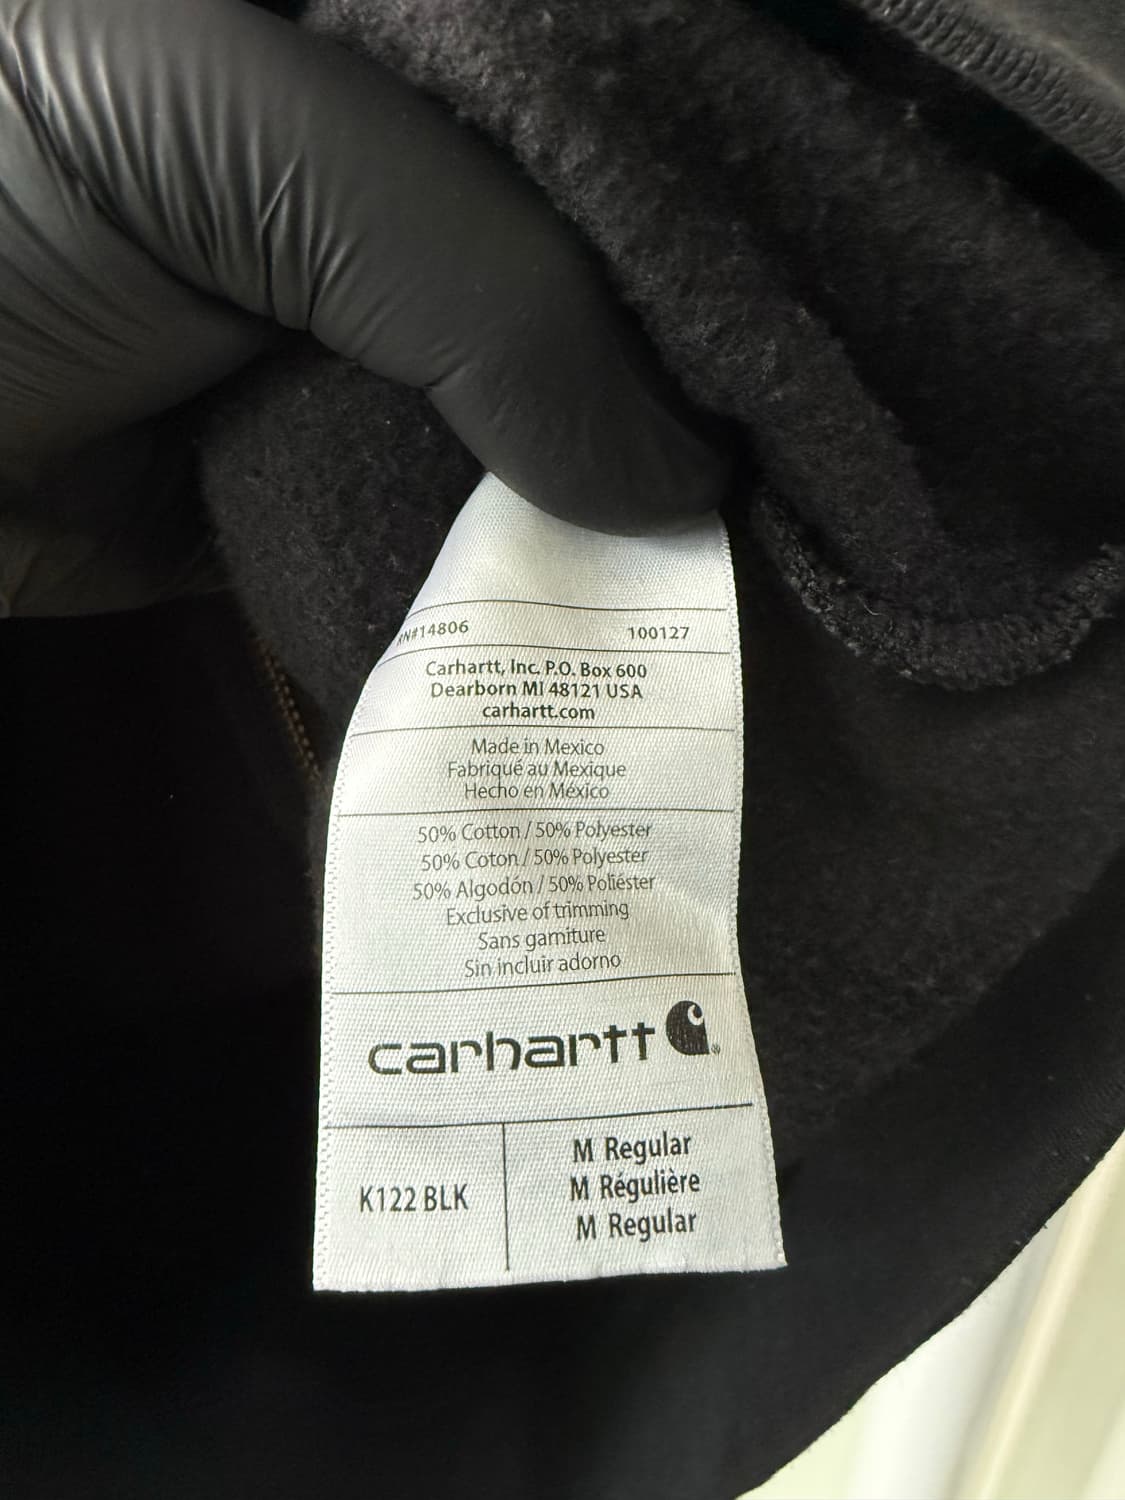 RN#14806 100127
Carhartt, Inc. P.O. Box 600
Dearborn MI 48121 USA
carhartt.com
Made in Mexico
Fabriqué au Mexique
Hecho en México
50% Cotton / 50% Polyester
50% Coton / 50% Polyester
50% Algodón / 50% Poliéster
Exclusive of trimming
Sans garniture
Sin incluir adorno
carhartt®
K122 BLK
M Regular
M Régulière
M Regular